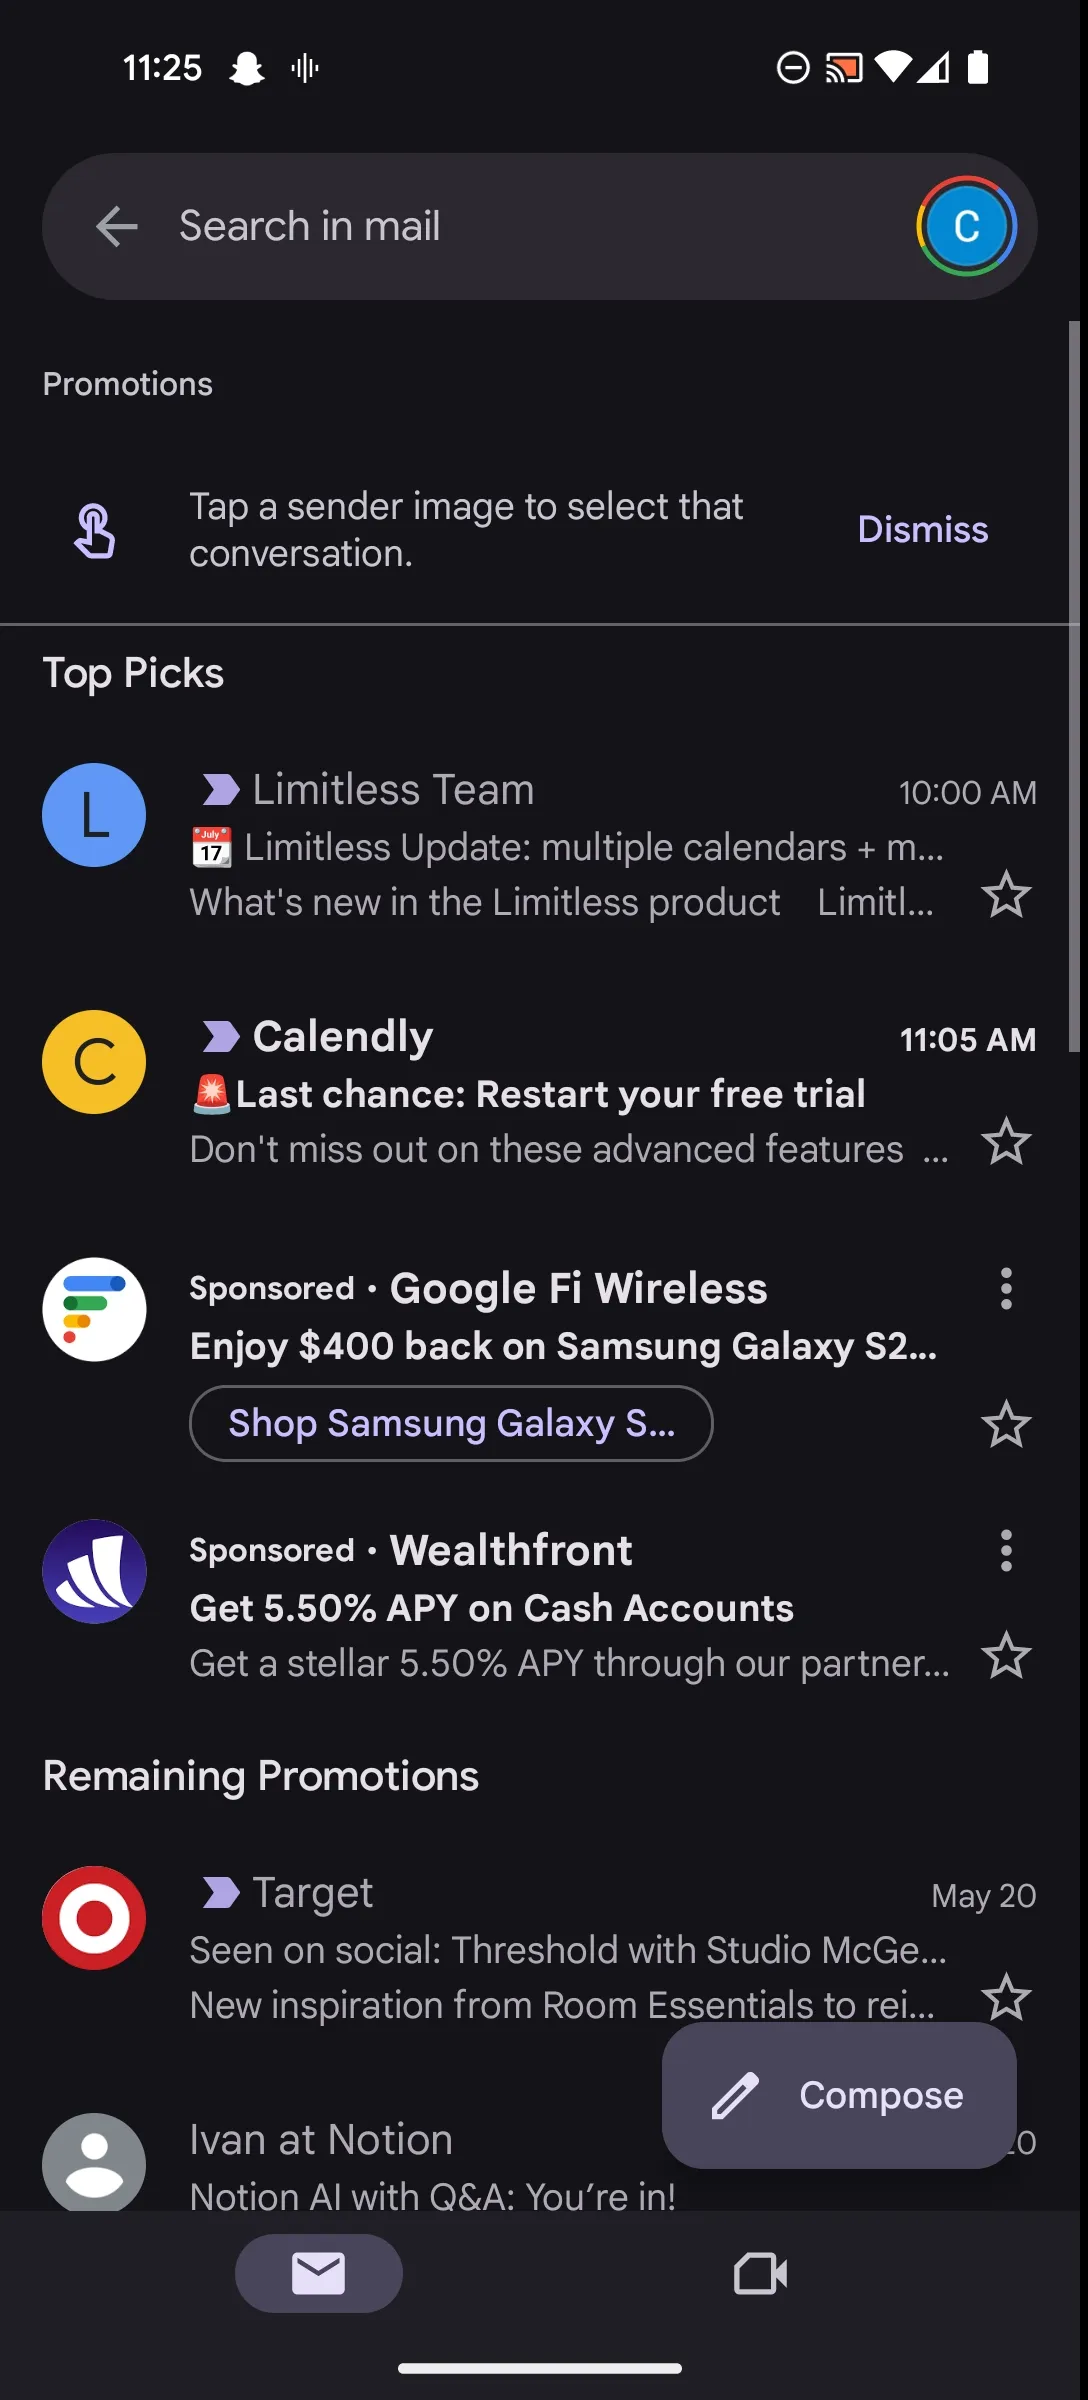 11:25
Search in mail
C
Promotions
Tap a sender image to select that
conversation.
Dismiss
Top Picks
L
Limitless Team
10:00 AM
📅 Limitless Update: multiple calendars + m...
What's new in the Limitless product Limitl...
C
Calendly
11:05 AM
🚨Last chance: Restart your free trial
Don't miss out on these advanced features ...
Sponsored • Google Fi Wireless
Enjoy $400 back on Samsung Galaxy S2...
Shop Samsung Galaxy S...
Sponsored • Wealthfront
Get 5.50% APY on Cash Accounts
Get a stellar 5.50% APY through our partner...
Remaining Promotions
Target
May 20
Seen on social: Threshold with Studio McGe...
New inspiration from Room Essentials to rei...
Compose
Ivan at Notion
Notion AI with Q&A: You’re in!